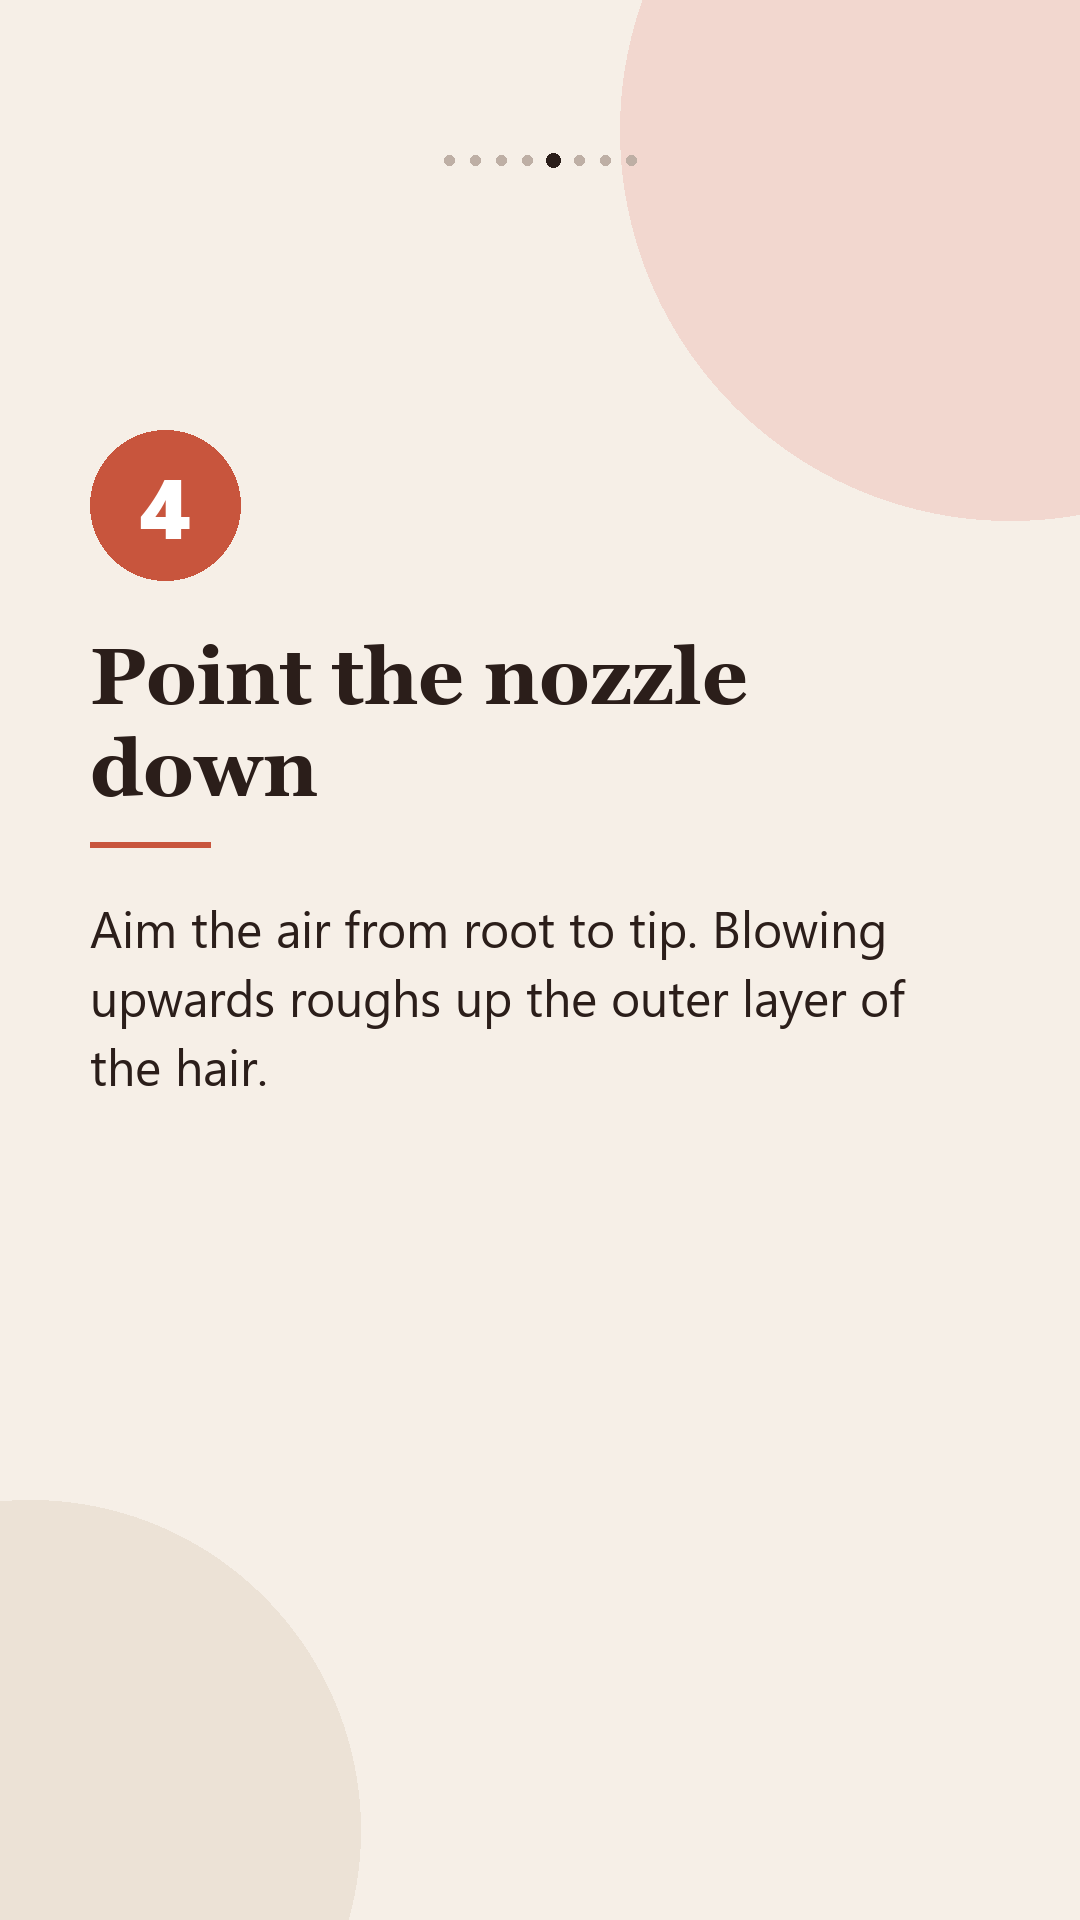 4
Point the nozzle
down
Aim the air from root to tip. Blowing
upwards roughs up the outer layer of
the hair.